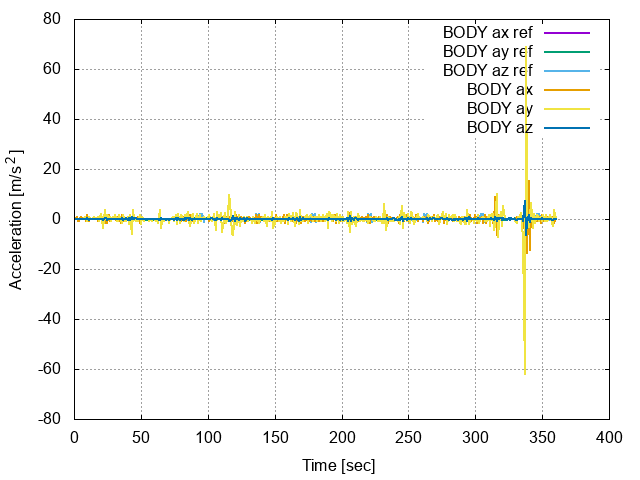 80
60
40
20
0
-20
-40
-60
-80
Acceleration [m/s^2]
BODY ax ref
BODY ay ref
BODY az ref
BODY ax
BODY ay
BODY az
0 50 100 150 200 250 300 350 400
Time [sec]